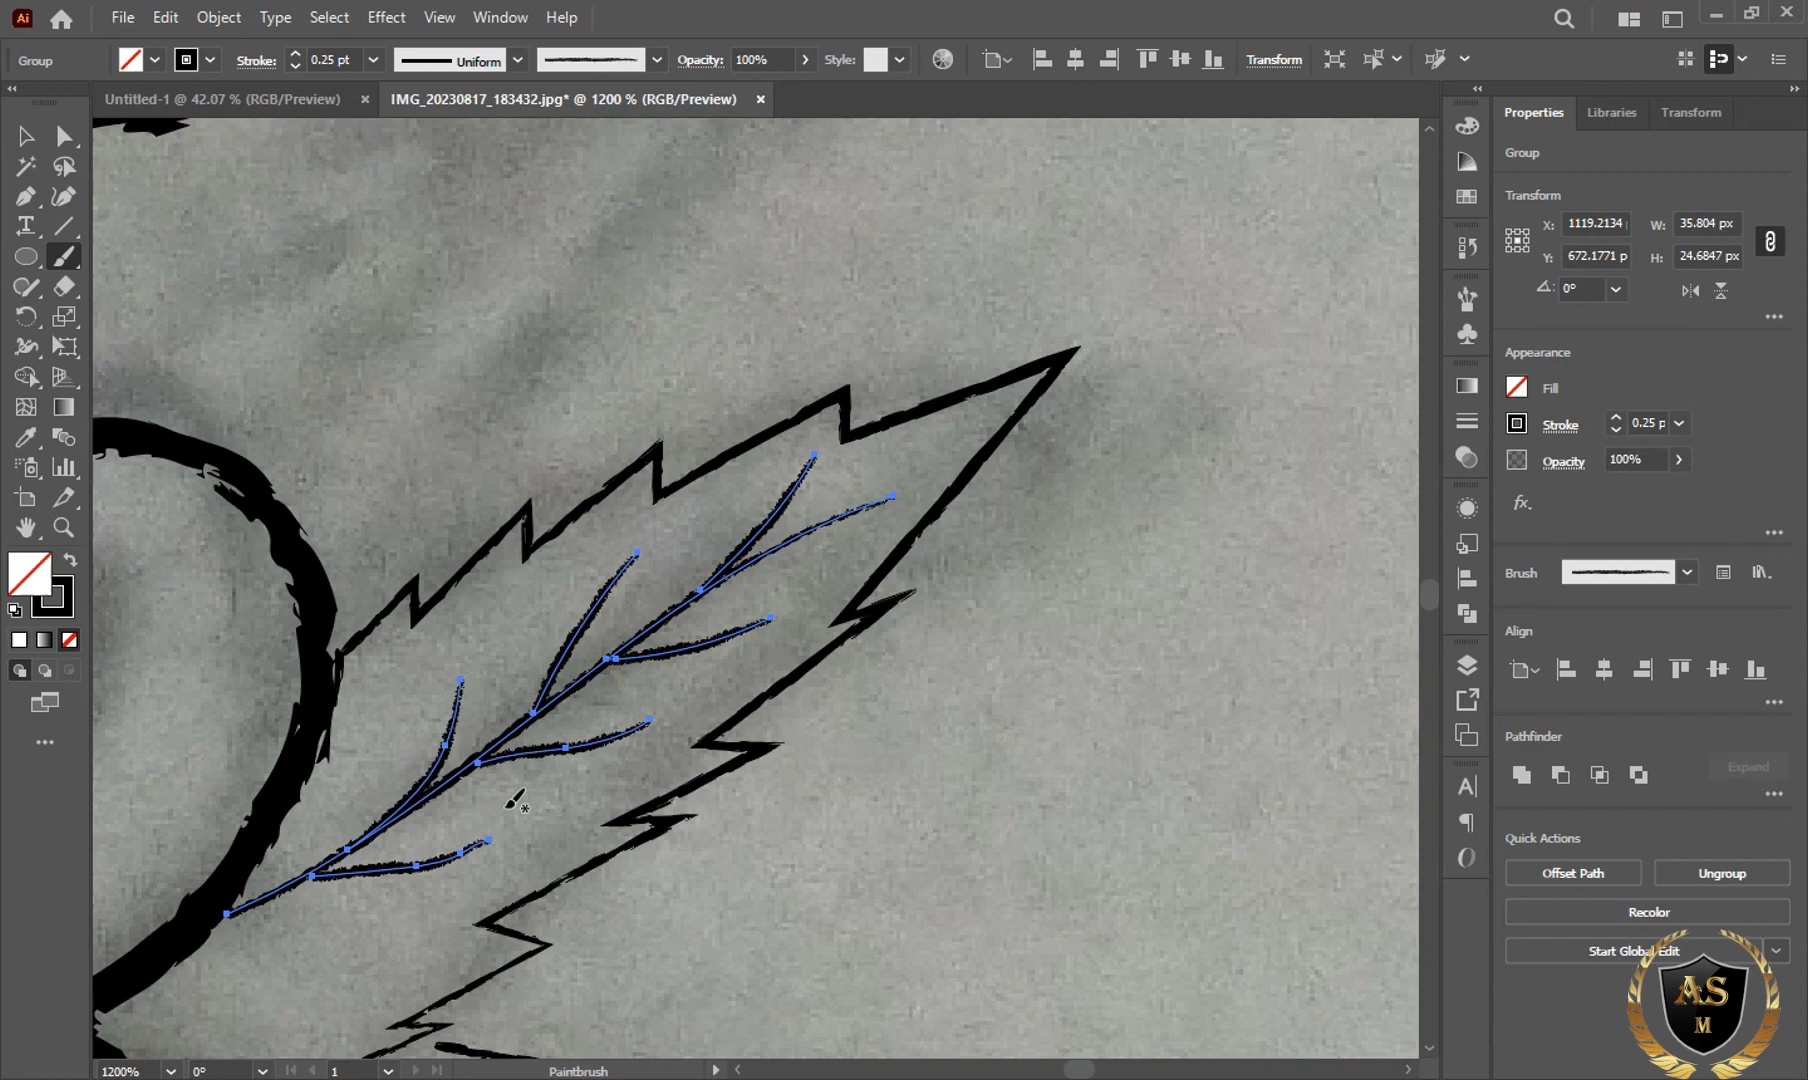 Ai File Edit Object Type Select Effect View Window Help
Group Stroke: 0.25 pt Uniform Opacity: 100% Style: Transform
Untitled-1 @ 42.07 % (RGB/Preview) IMG_20230817_183432.jpg* @ 1200 % (RGB/Preview)
Properties Libraries Transform
Group
Transform
X: 1119.2134 W: 35.804 px
Y: 672.1771 p H: 24.6847 px
0°
Appearance
Fill
Stroke 0.25 p
Opacity 100%
fx.
Brush
Align
Pathfinder
Expand
Quick Actions
Offset Path Ungroup
Recolor
Start Global Edit
AS
M
1200% 0° 1 Paintbrush